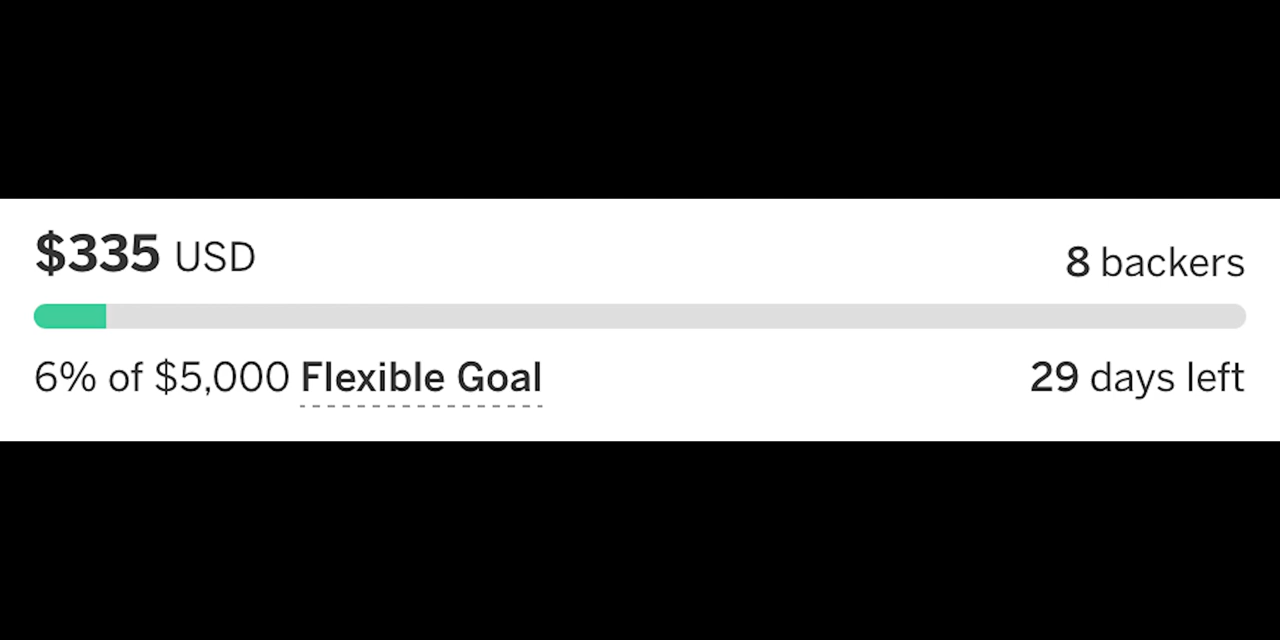 $335 USD
8 backers
6% of $5,000 Flexible Goal
29 days left